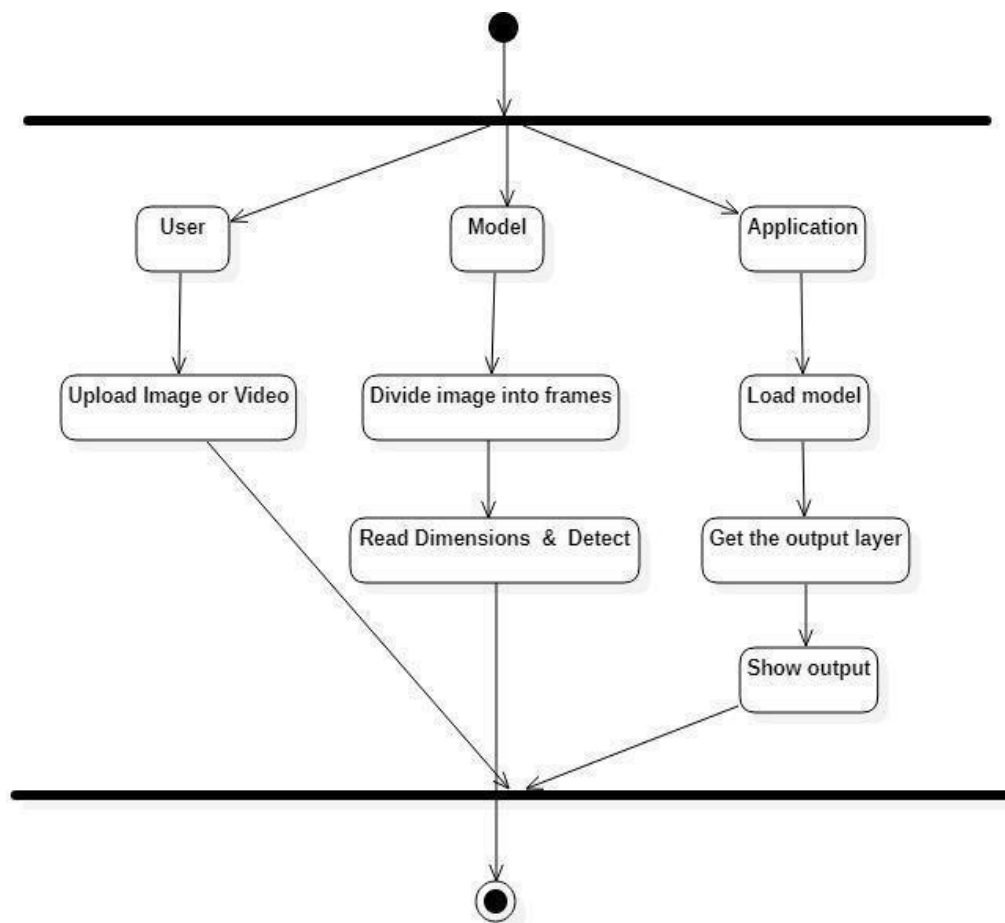 User
Model
Application
Upload Image or Video
Divide image into frames
Load model
Read Dimensions & Detect
Get the output layer
Show output